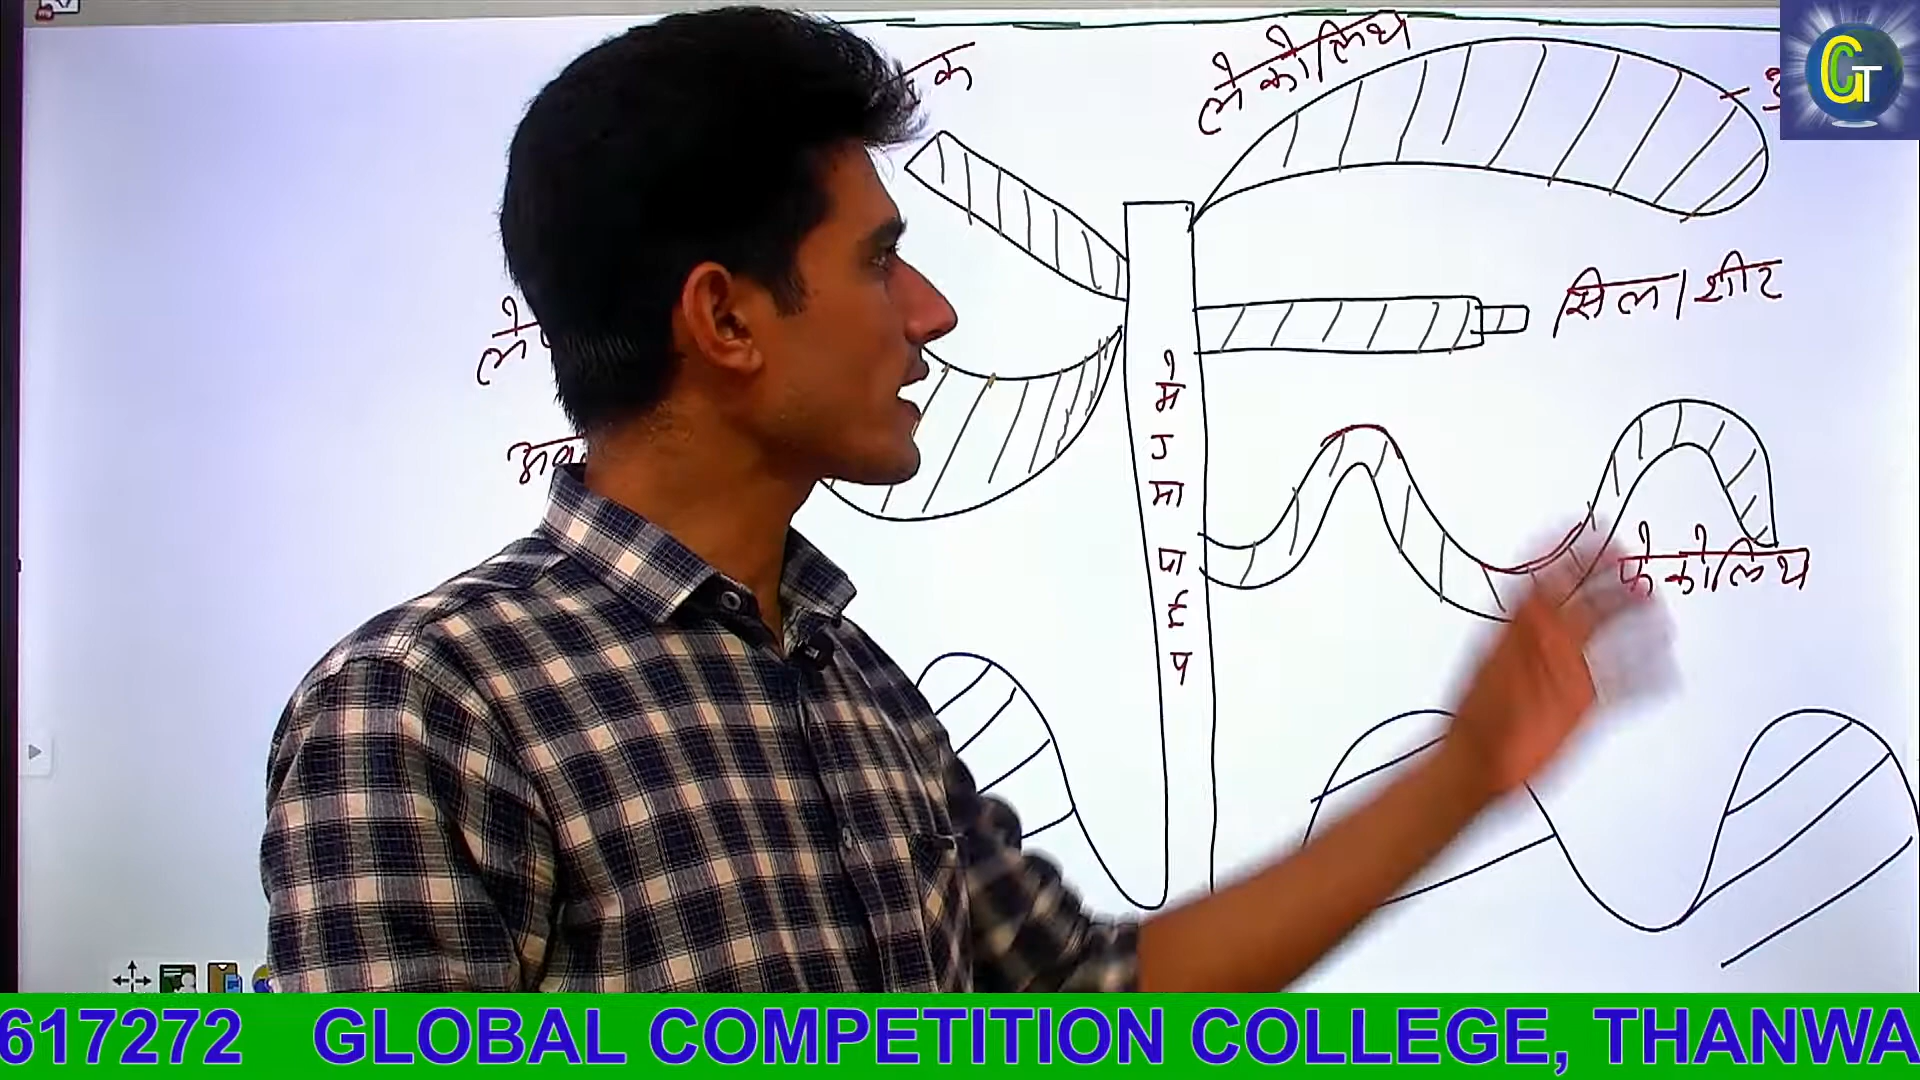 लेकोलिथ
सिल/शीट
मेग्मा पाईप
फेकोलिथ
GT
617272 GLOBAL COMPETITION COLLEGE, THANWA